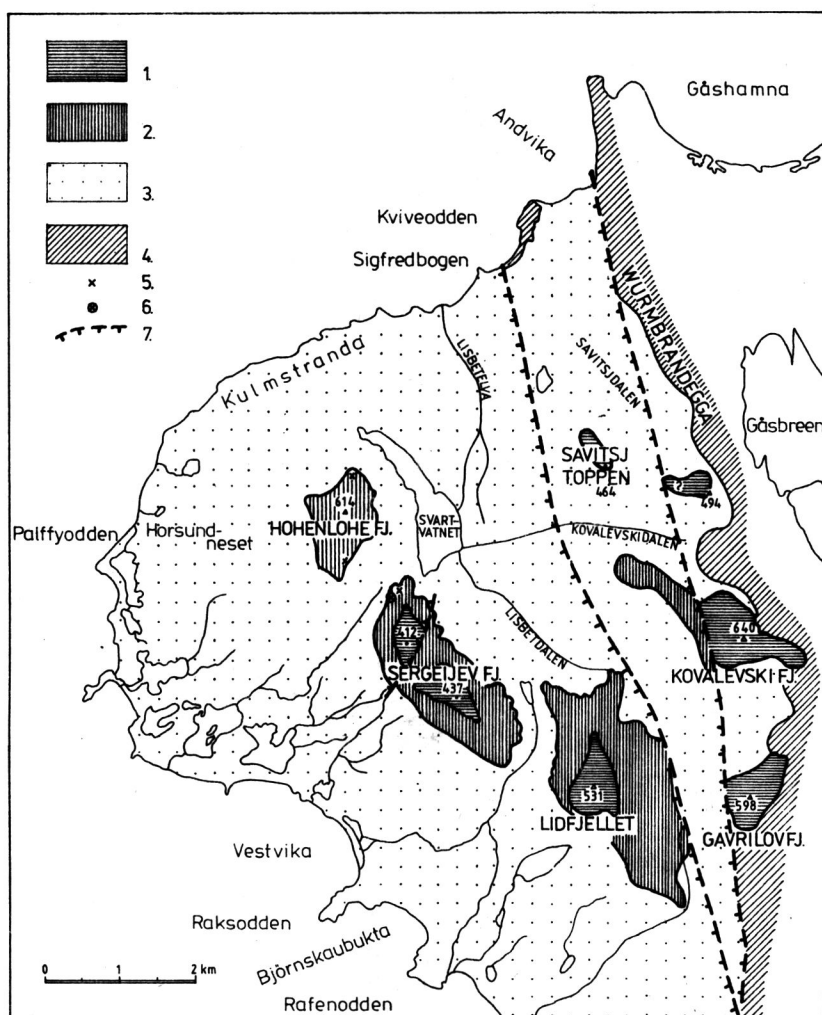 1.
2.
3.
4.
5.
6.
7.
Gåshamna
Andvika
Kviveodden
Sigfredbogen
WURMBRANDEGGA
Kulmstranda
LISBETELVA
SAVITSJDALEN
Gåsbreen
SAVITSJ
TOPPEN
464
?
494
614
HOHENLOHE FJ.
SVART-
VATNET
KOVALEVSKIDALEN
Palffyodden
Horsund-
neset
LISBETDALEN
412
640
SERGEIJEV FJ.
437
KOVALEVSKI FJ.
531
LIDFJELLET
598
GAVRILOV FJ.
Vestvika
Raksodden
Björnskaubukta
0 1 2 km
Rafenodden